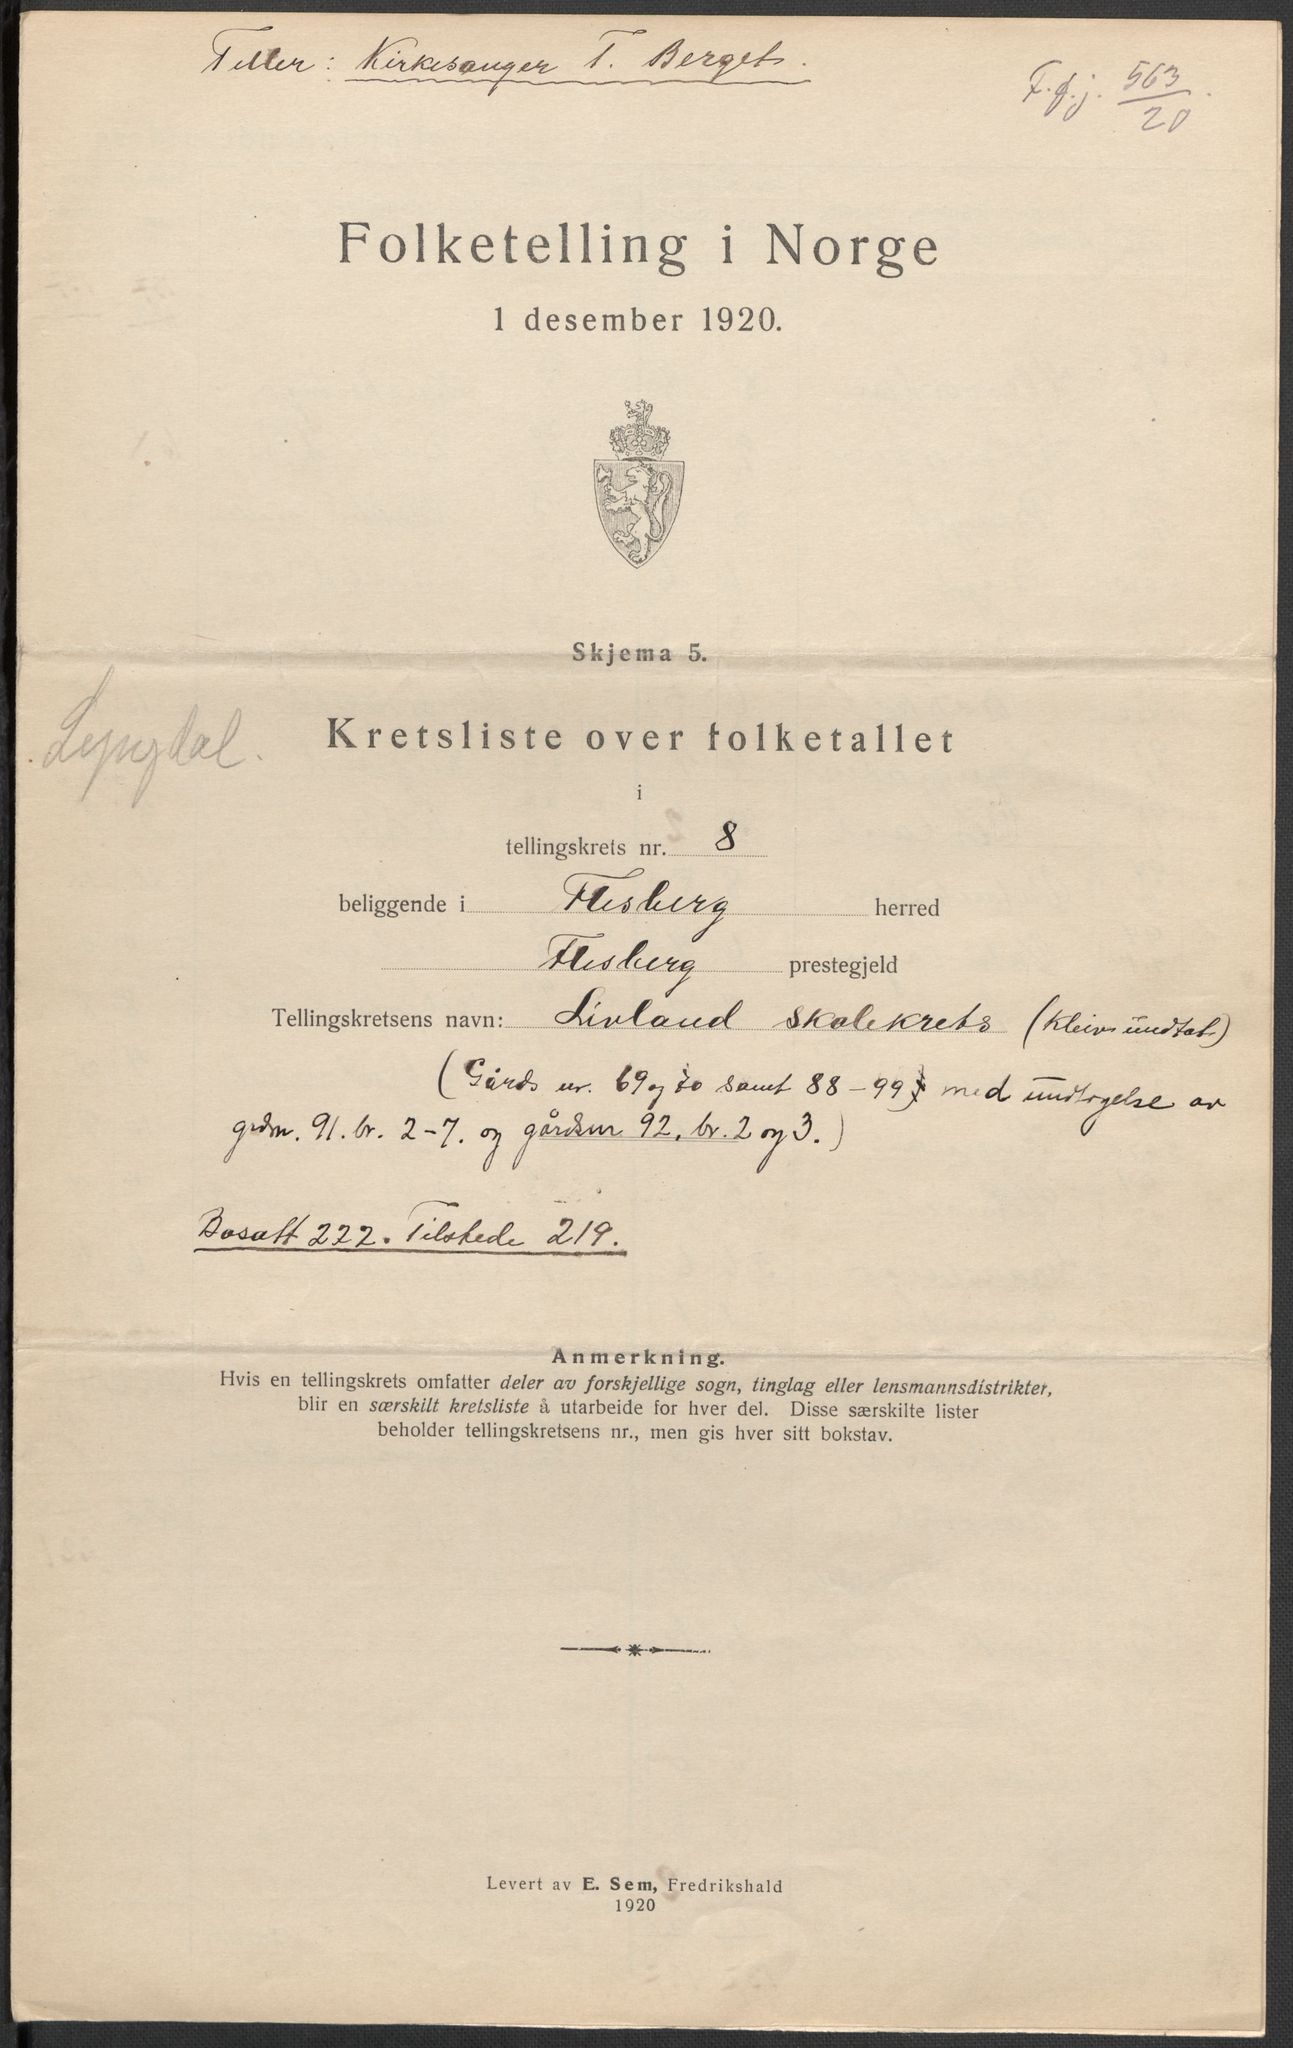 Teller: Kirkesanger T. Berget.
F.f.j. 563/20.
Folketelling i Norge
1 desember 1920.
Skjema 5.
Lyngdal.
Kretsliste over folketallet
i
tellingskrets nr. 8
beliggende i Flesberg herred
Flesberg prestegjeld
Tellingskretsens navn: Livland skolekrets (Kleiv undtat)
(Gårds nr. 69 og 70 samt 88-99 med undtagelse av
grdsn. 91. br. 2-7. og gårdsnr 92, br. 2 og 3.)
Bosatt 222. Tilstede 219.
Anmerkning.
Hvis en tellingskrets omfatter deler av forskjellige sogn, tinglag eller lensmannsdistrikter,
blir en særskilt kretsliste å utarbeide for hver del. Disse særskilte lister
beholder tellingskretsens nr., men gis hver sitt bokstav.
Levert av E. Sem, Fredrikshald
1920